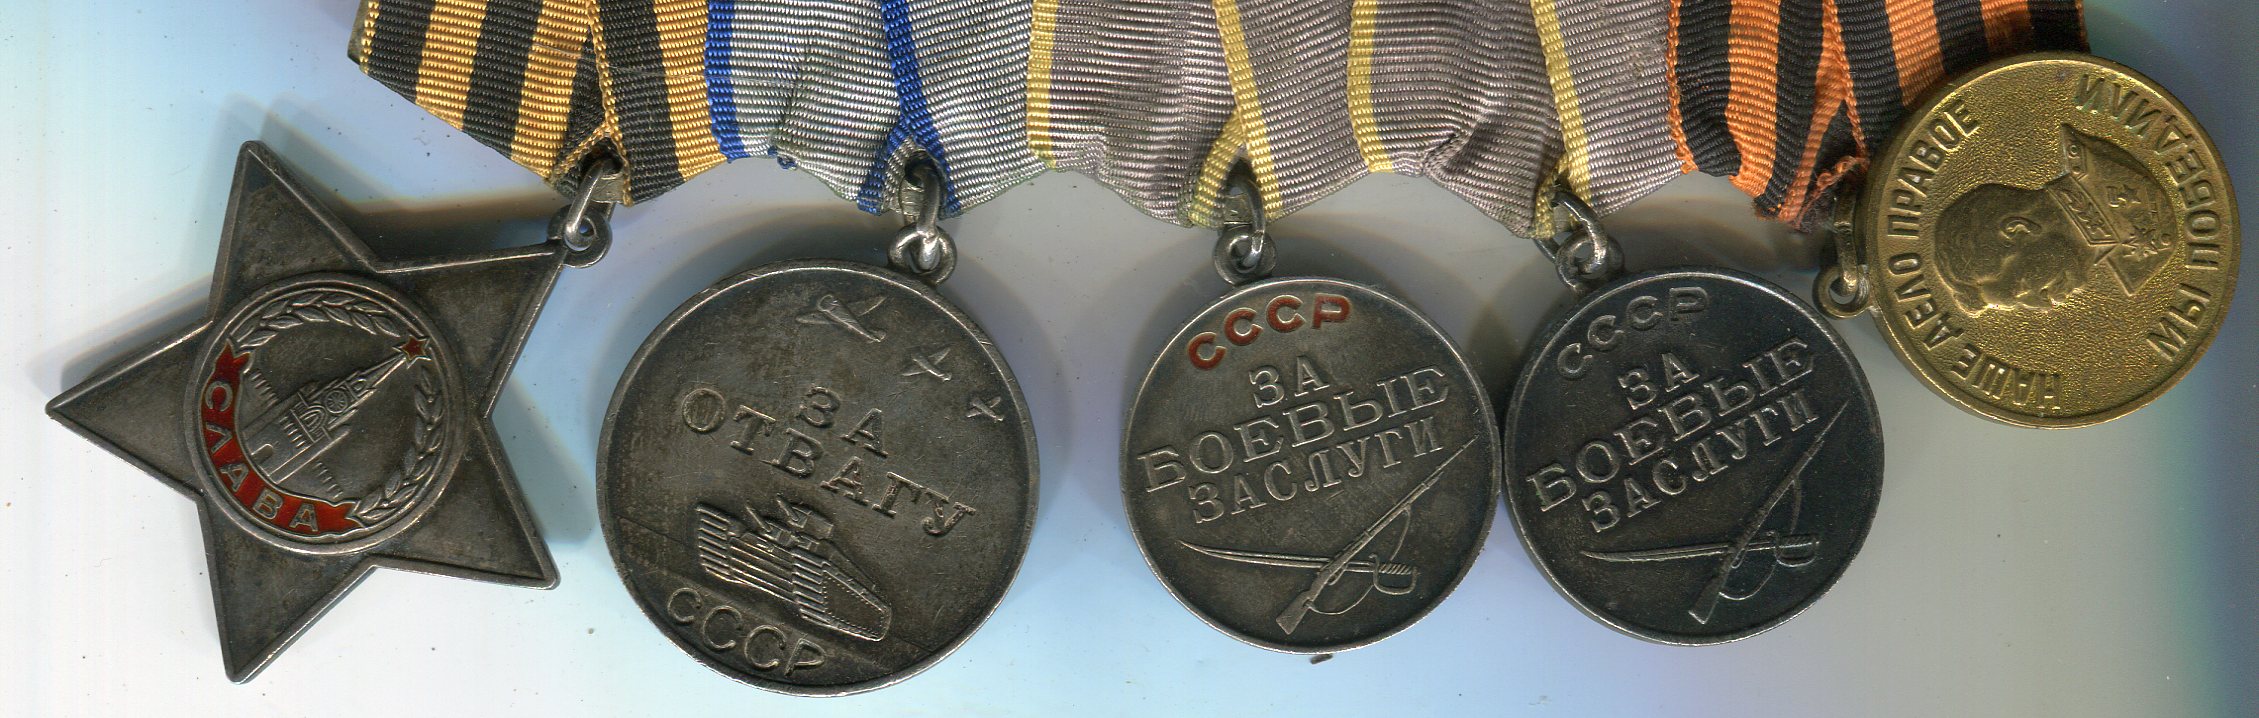 СЛАВА
ЗА
ОТВАГУ
СССР
СССР
ЗА
БОЕВЫЕ
ЗАСЛУГИ
СССР
ЗА
БОЕВЫЕ
ЗАСЛУГИ
НАШЕ ДЕЛО ПРАВОЕ
МЫ ПОБЕДИЛИ